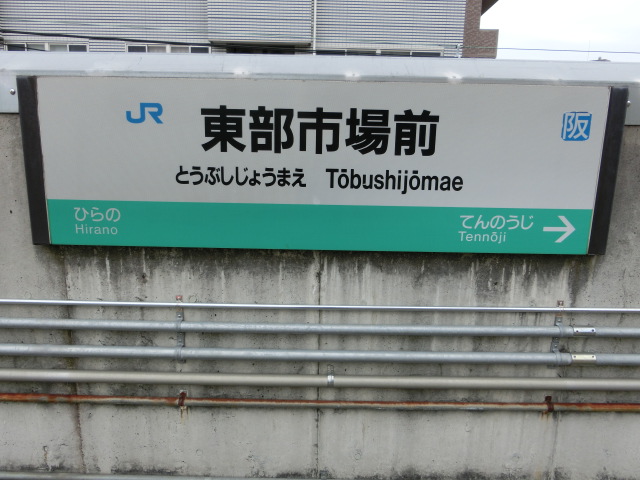 JR 東部市場前 阪
とうぶしじょうまえ Tōbushijōmae
ひらの てんのうじ →
Hirano Tennōji